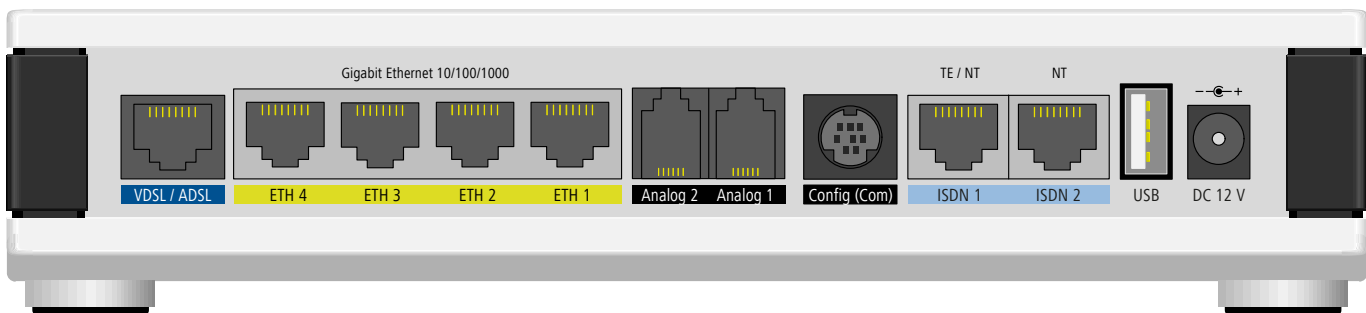 Gigabit Ethernet 10/100/1000
TE / NT
NT
VDSL / ADSL
ETH 4
ETH 3
ETH 2
ETH 1
Analog 2
Analog 1
Config (Com)
ISDN 1
ISDN 2
USB
DC 12 V